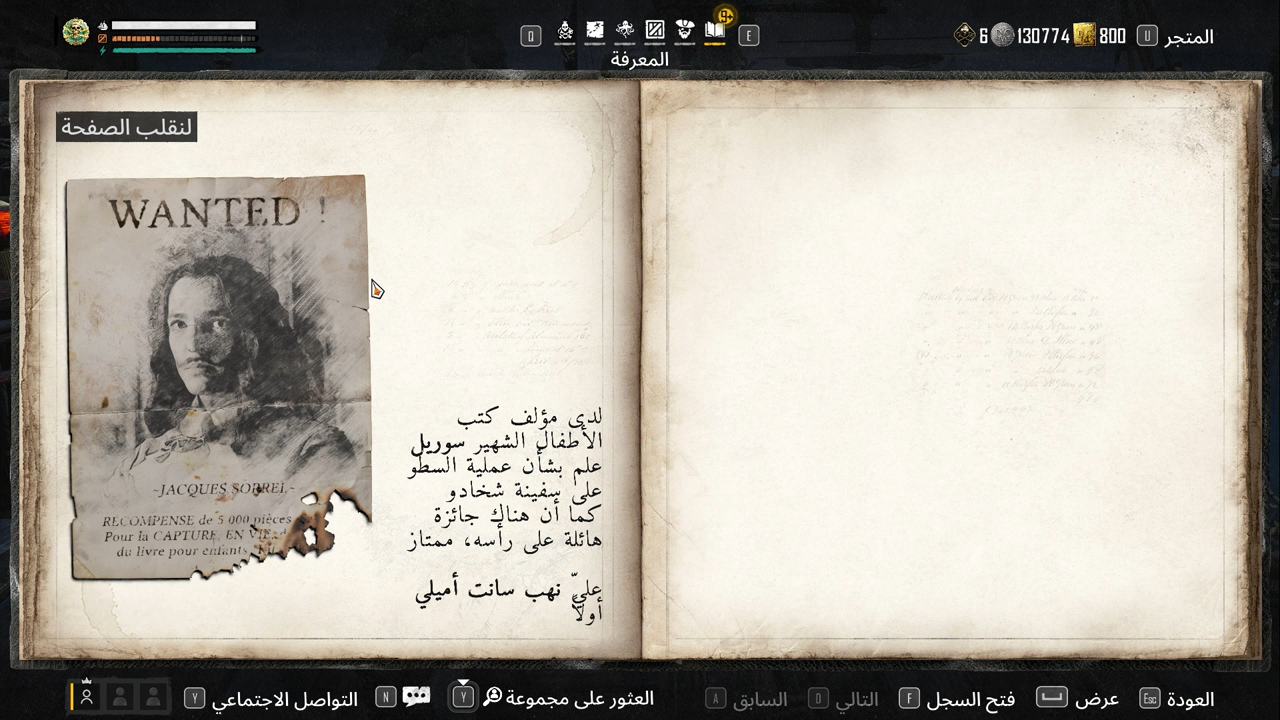 Q
E
9+
6
130774
800
U
المتجر
المعرفة
لنقلب الصفحة
WANTED !
~JACQUES SORREL~
RECOMPENSE de 5 000 pièces
Pour la CAPTURE, EN VIE, d
du livre pour enfants
لدى مؤلف كتب
الأطفال الشهير سوريل
علم بشأن عملية السطو
على سفينة شخادو
كما أن هناك جائزة
هائلة على رأسه، ممتاز
عليّ نهب سانت أميلي
أولاً
العودة Esc
عرض
فتح السجل F
التالي D
السابق A
العثور على مجموعة Y
N
التواصل الاجتماعي Y